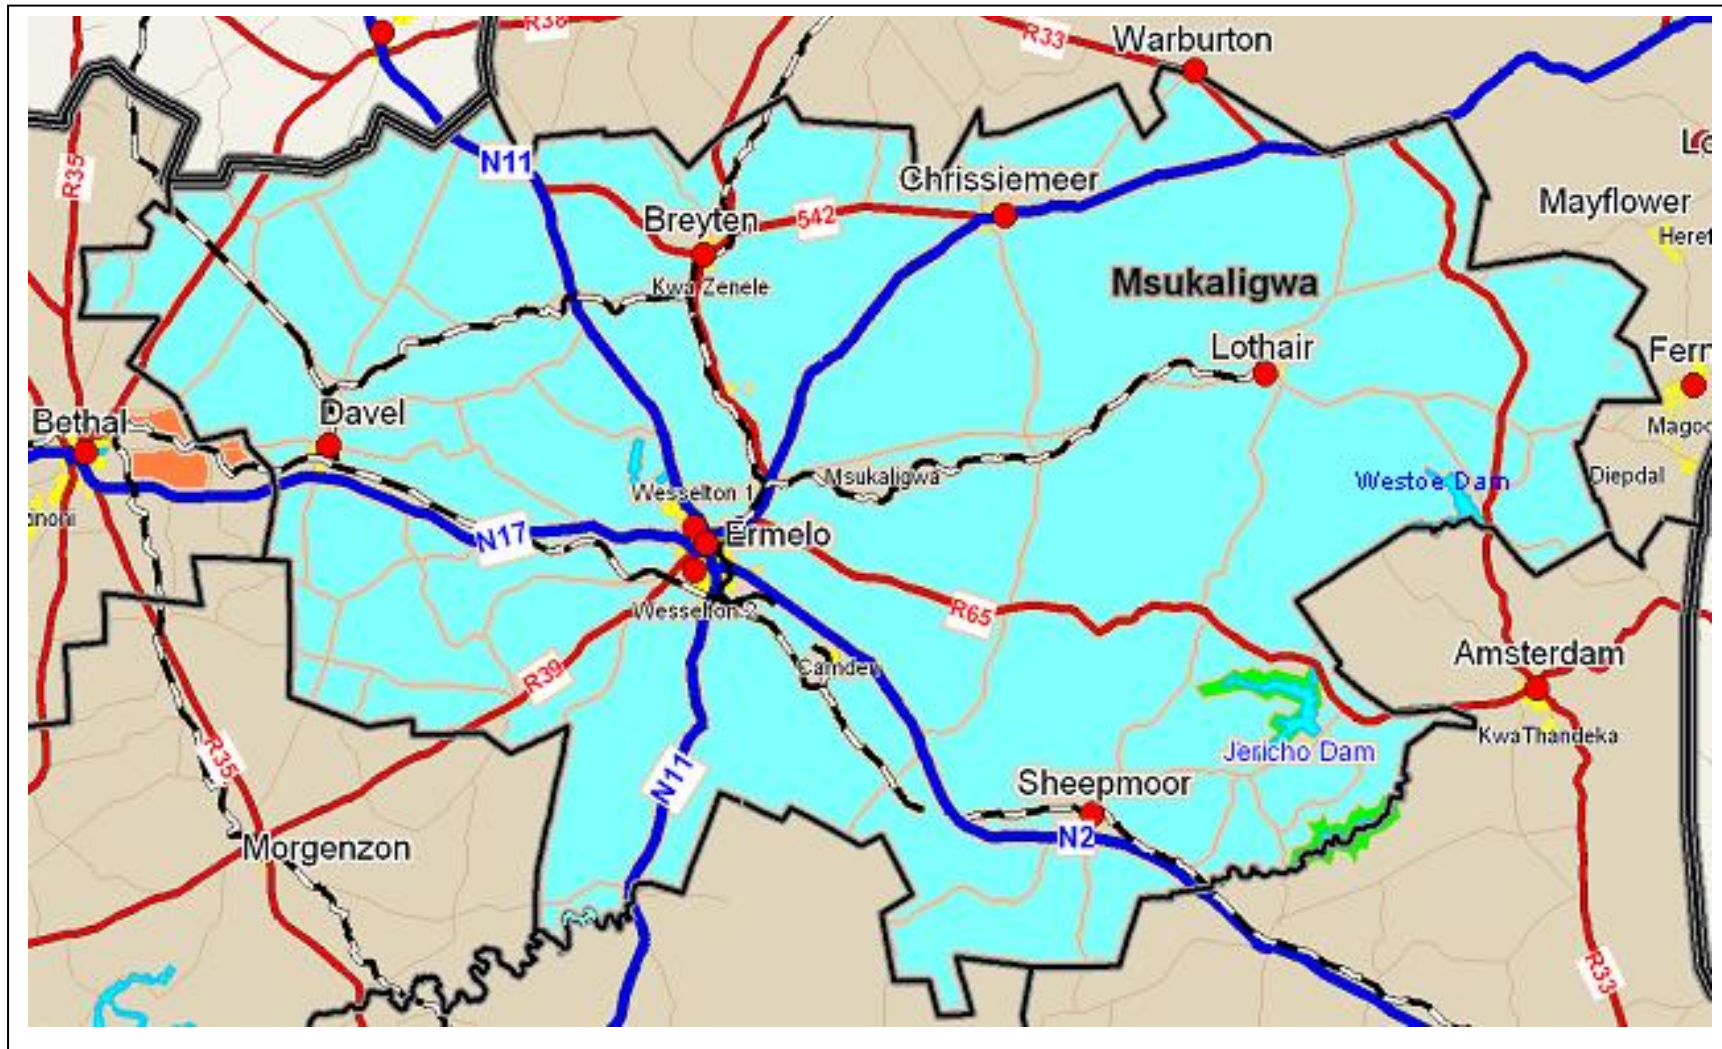 R38
R33
Warburton
N11
R35
Chrissiemeer
Mayflower
Breyten
542
Kwa Zenele
Msukaligwa
Lothair
Davel
Bethal
Diepdal
Westoe Dam
Msukaligwa
Wesselton 1
Ermelo
N17
R65
Wesselton 2
Camden
R39
Amsterdam
KwaThandeka
Jericho Dam
R35
N11
Sheepmoor
N2
Morgenzon
R33